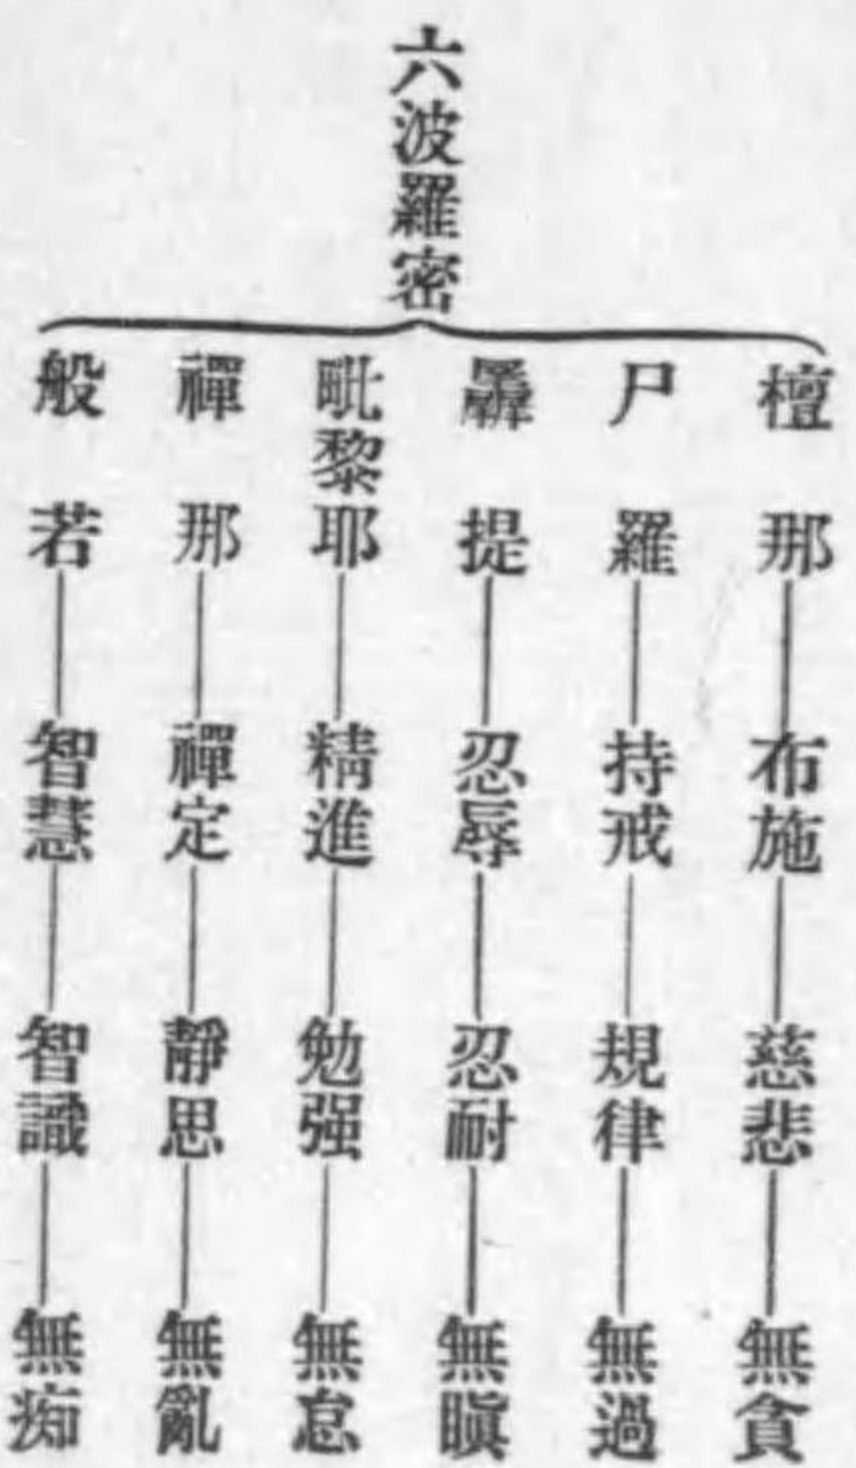 六波羅密
檀那 布施 慈悲 無貪
尸羅 持戒 規律 無過
羼提 忍辱 忍耐 無瞋
毗黎耶 精進 勉强 無怠
禪那 禪定 靜思 無亂
般若 智慧 智識 無痴